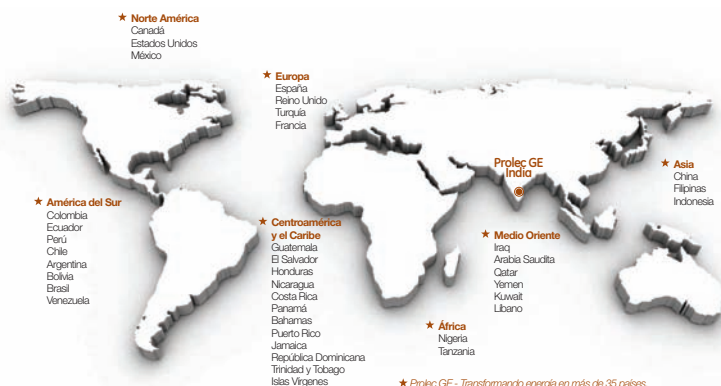 ★ Norte América
Canadá
Estados Unidos
México
★ Europa
España
Reino Unido
Turquía
Francia
Prolec GE
India
★ Asia
China
Filipinas
Indonesia
★ América del Sur
Colombia
Ecuador
Perú
Chile
Argentina
Bolivia
Brasil
Venezuela
★ Centroamérica
y el Caribe
Guatemala
El Salvador
Honduras
Nicaragua
Costa Rica
Panamá
Bahamas
Puerto Rico
Jamaica
República Dominicana
Trinidad y Tobago
Islas Vírgenes
★ Medio Oriente
Iraq
Arabia Saudita
Qatar
Yemen
Kuwait
Líbano
★ África
Nigeria
Tanzania
★ Prolec GE - Transformando energía en más de 35 países